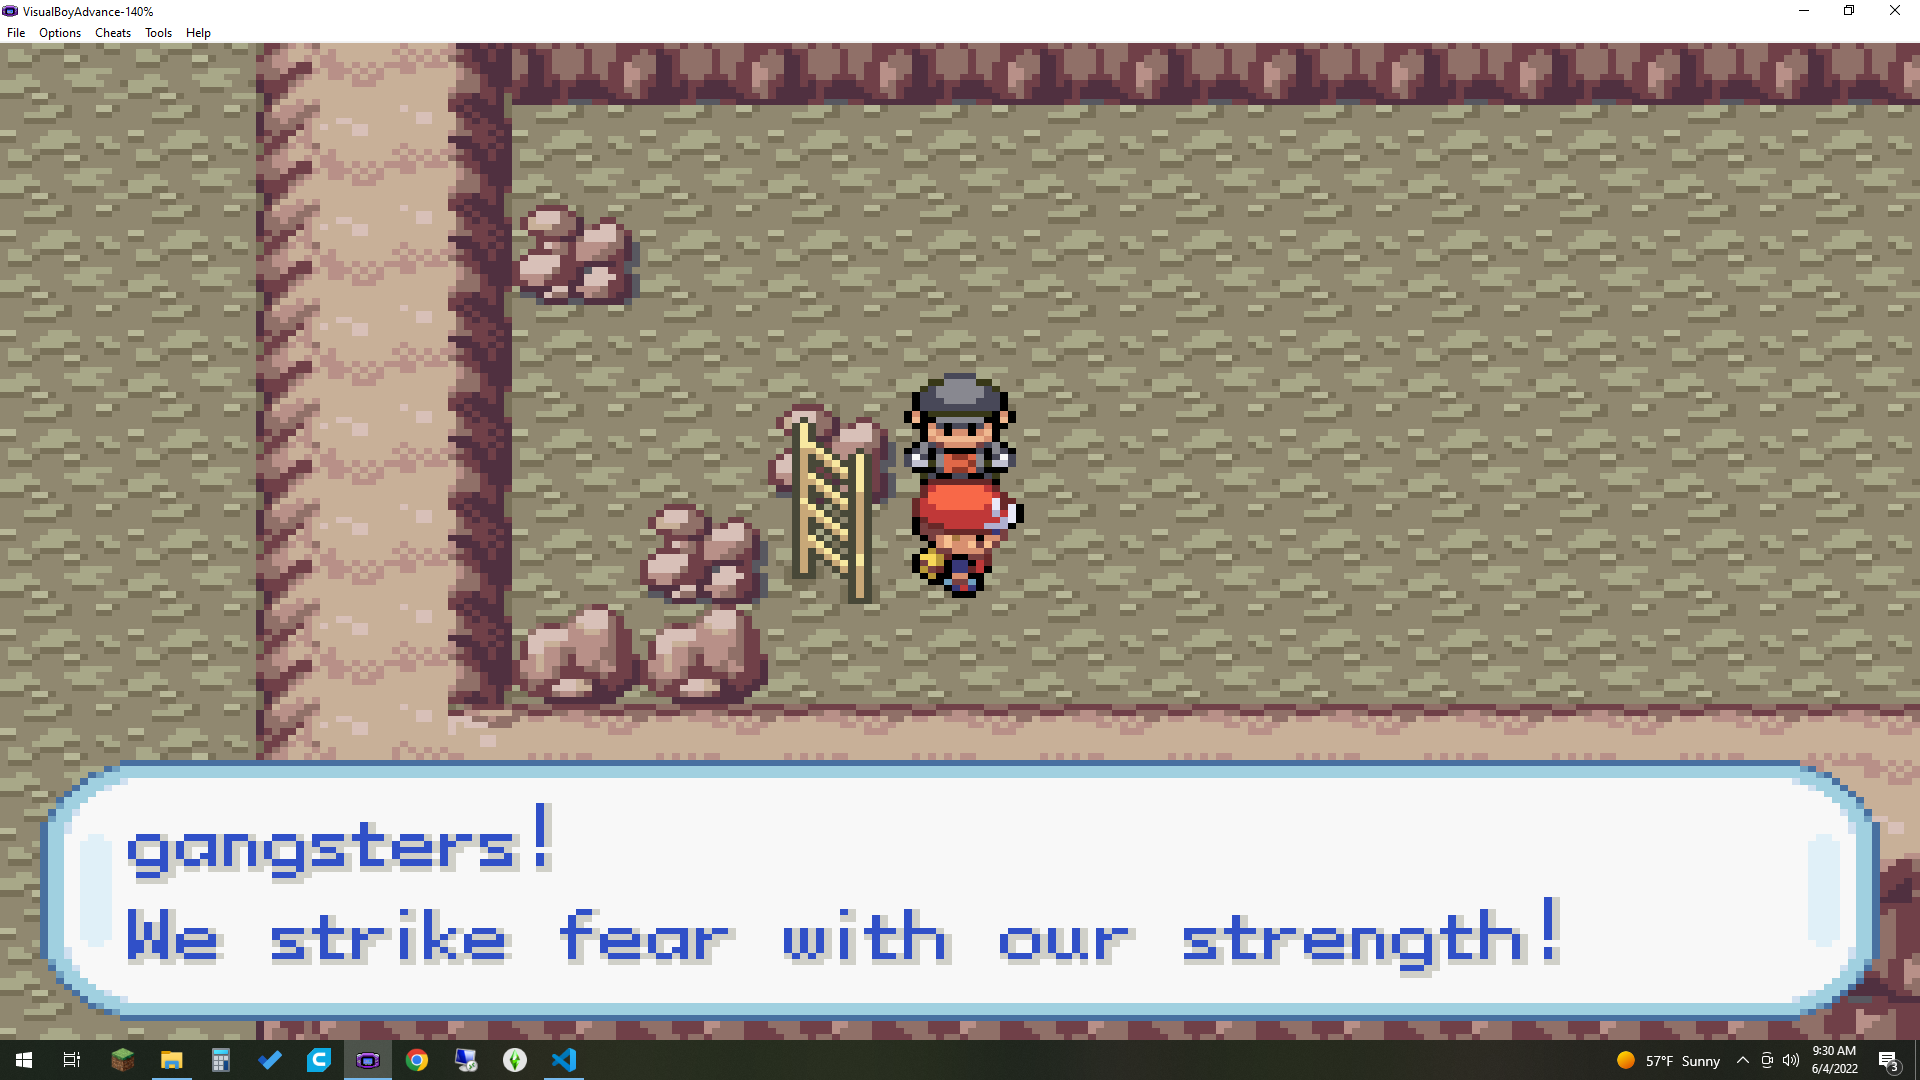 VisualBoyAdvance-140%
File Options Cheats Tools Help
gangsters!
We strike fear with our strength!
57°F Sunny
9:30 AM
6/4/2022
3